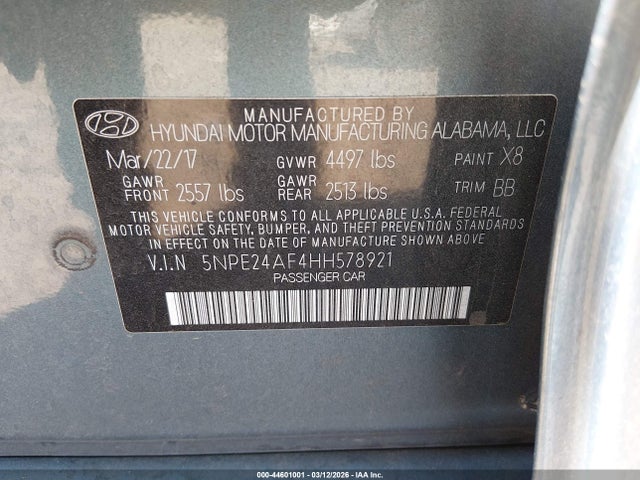 MANUFACTURED BY
HYUNDAI MOTOR MANUFACTURING ALABAMA, LLC
Mar/22/17 GVWR 4497 lbs PAINT X8
GAWR FRONT 2557 lbs GAWR REAR 2513 lbs TRIM BB
THIS VEHICLE CONFORMS TO ALL APPLICABLE U.S.A. FEDERAL
MOTOR VEHICLE SAFETY, BUMPER, AND THEFT PREVENTION STANDARDS
IN EFFECT ON THE DATE OF MANUFACTURE SHOWN ABOVE.
V.I.N 5NPE24AF4HH578921
PASSENGER CAR
000-44601001 - 03/12/2026 - IAA Inc.